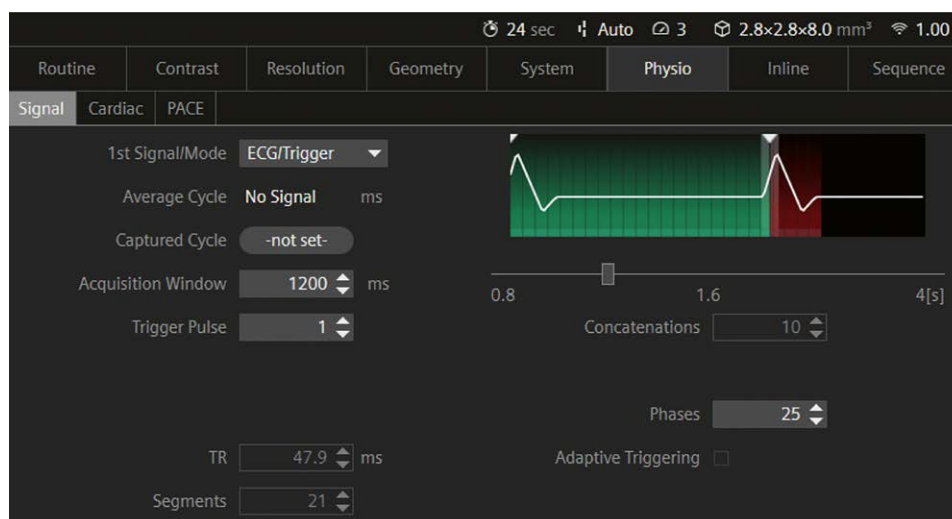 24 sec Auto 3 2.8×2.8×8.0 mm³ 1.00
Routine Contrast Resolution Geometry System Physio Inline Sequence
Signal Cardiac PACE
1st Signal/Mode ECG/Trigger
Average Cycle No Signal ms
Captured Cycle -not set-
Acquisition Window 1200 ms
0.8 1.6 4[s]
Trigger Pulse 1
Concatenations 10
Phases 25
TR 47.9 ms
Adaptive Triggering
Segments 21